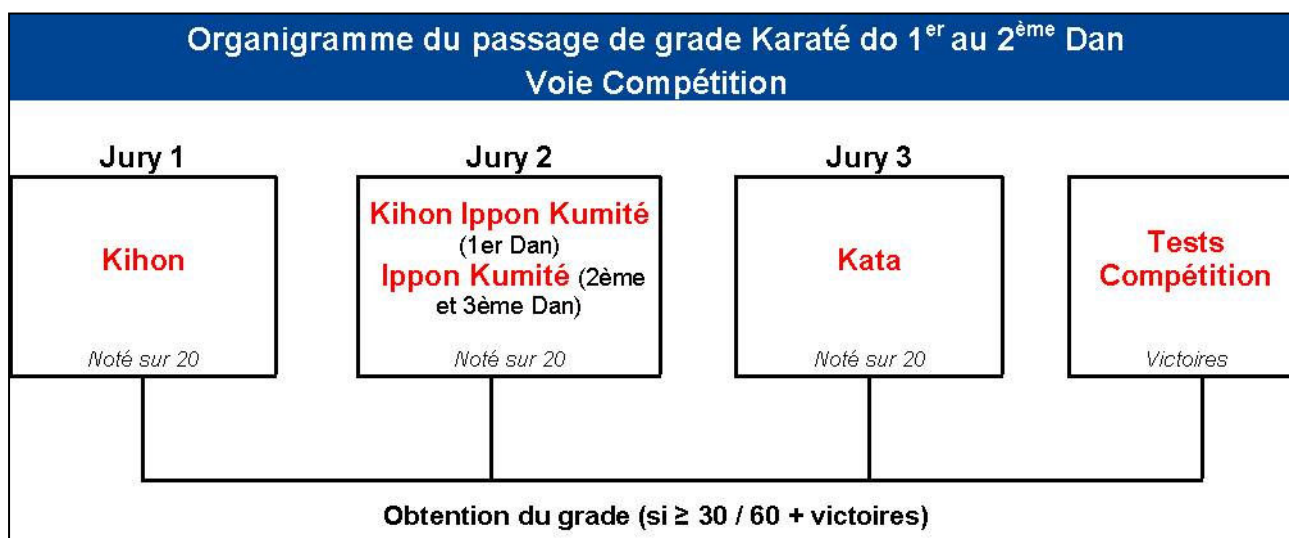 Organigramme du passage de grade Karaté do 1er au 2ème Dan
Voie Compétition
Jury 1
Kihon
Noté sur 20
Jury 2
Kihon Ippon Kumité
(1er Dan)
Ippon Kumité (2ème
et 3ème Dan)
Noté sur 20
Jury 3
Kata
Noté sur 20
Tests
Compétition
Victoires
Obtention du grade (si ≥ 30 / 60 + victoires)